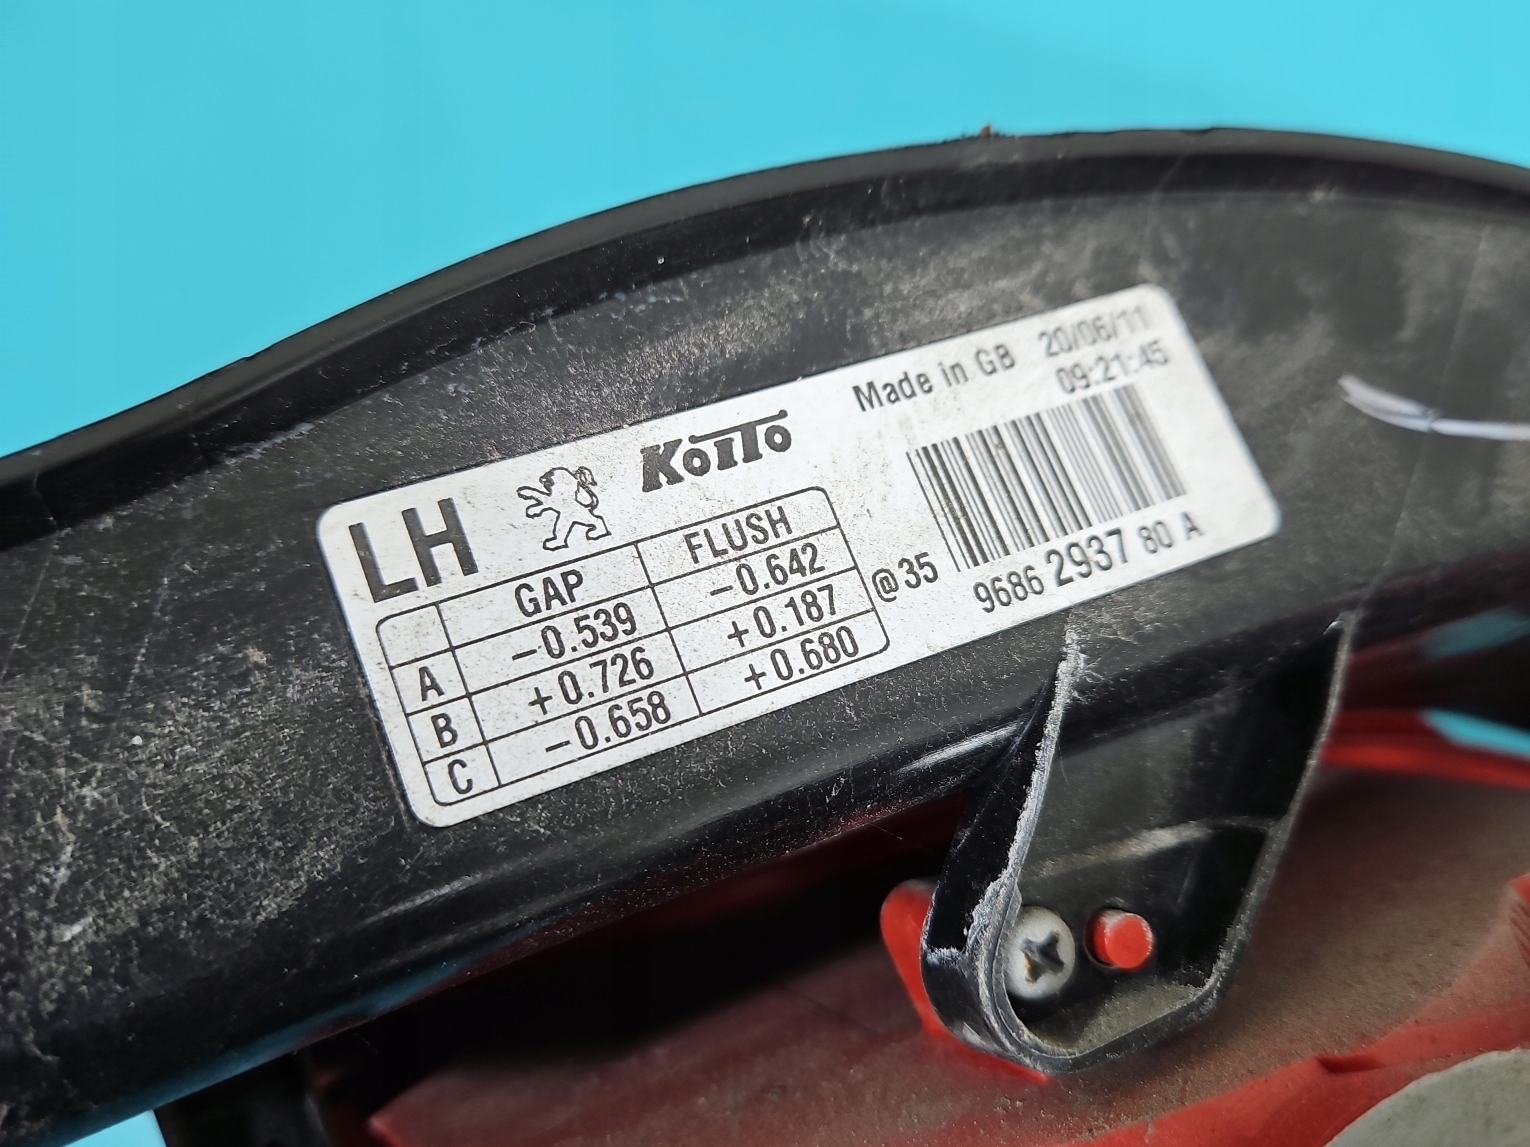 LH KOITO Made in GB 20/06/11
09:21:45
GAP FLUSH
A -0.539 -0.642
B +0.726 +0.187
C -0.658 +0.680
@35 9686 2937 80 A